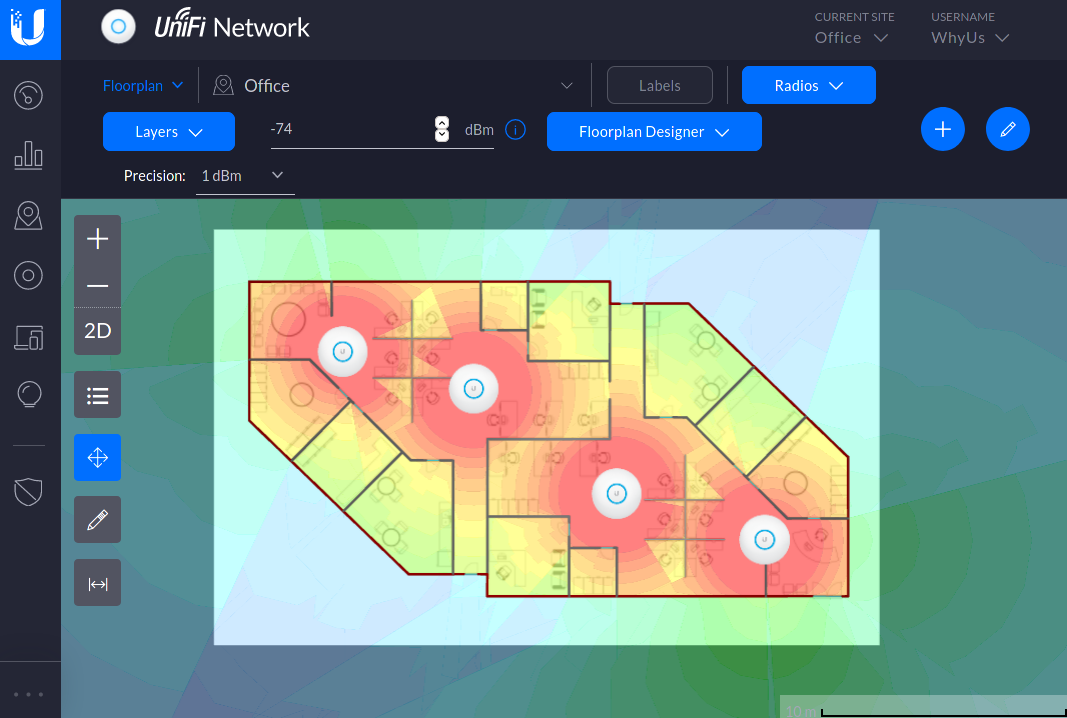 UniFi Network
CURRENT SITE
Office
USERNAME
WhyUs
Floorplan
Office
Labels
Radios
Layers
-74
dBm
Floorplan Designer
Precision:
1 dBm
2D
10 m